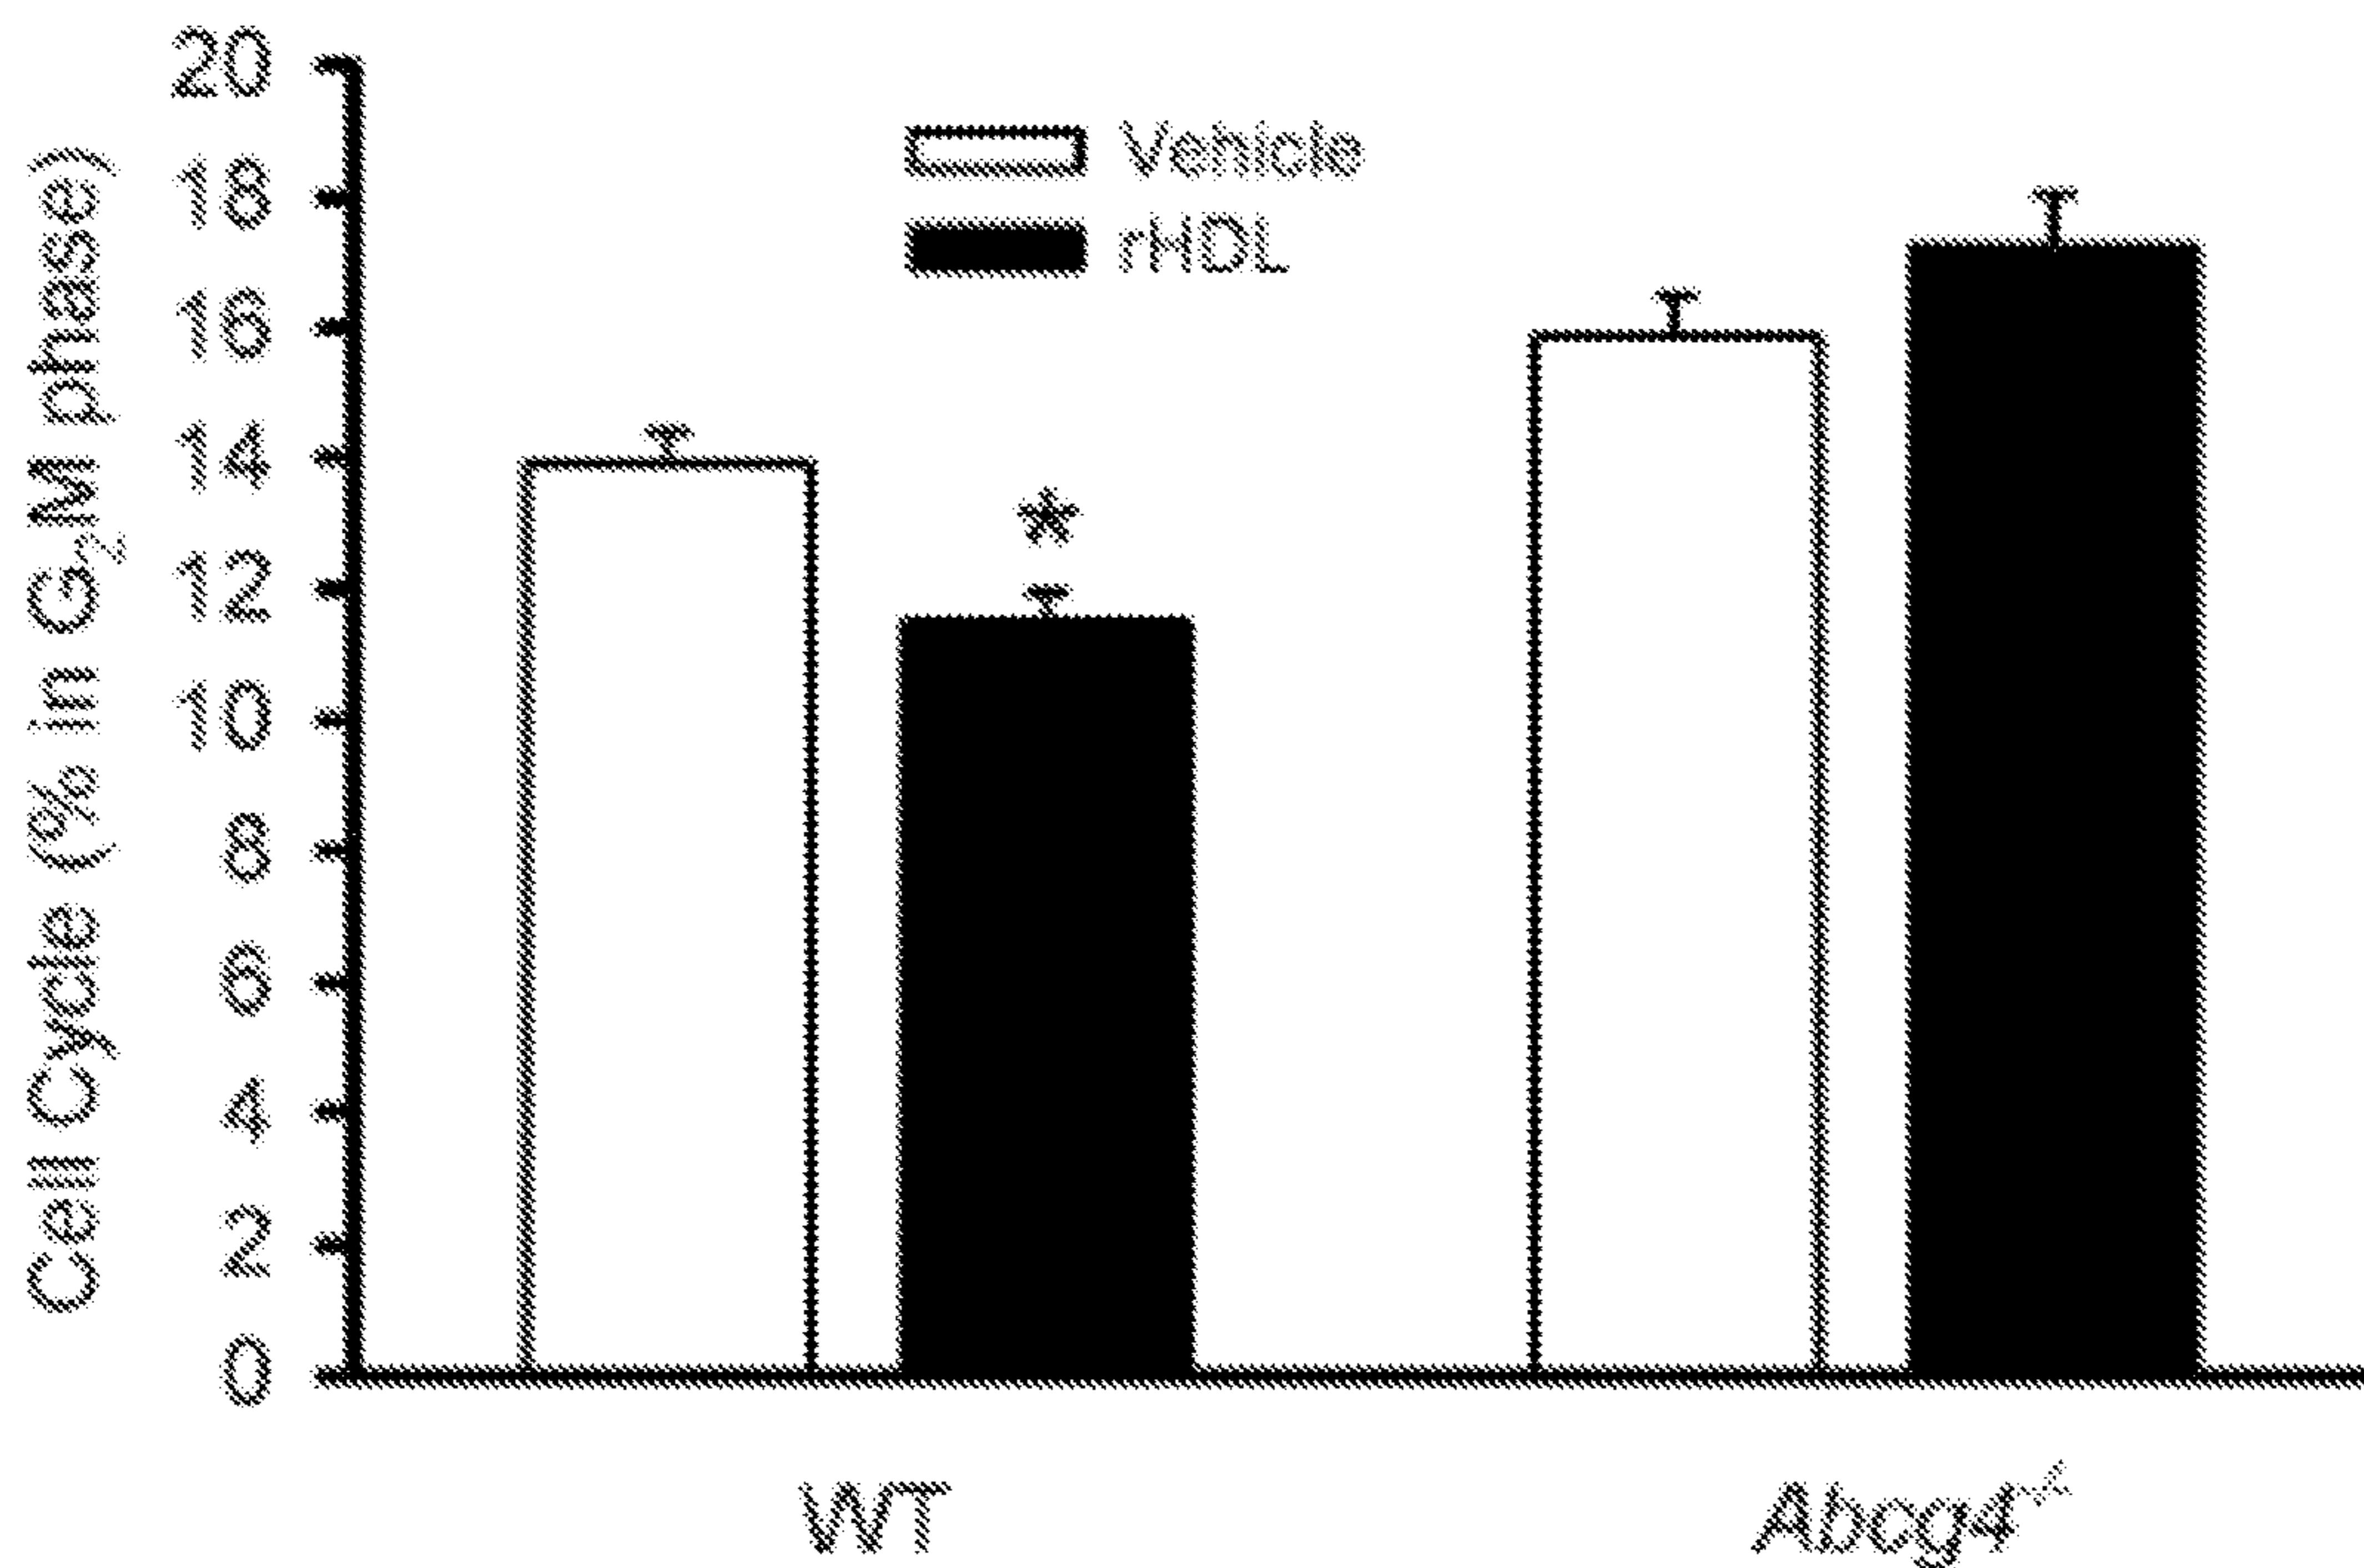 Cell Cycle (% in G₂M phase)
20
18
16
14
12
10
8
6
4
2
0
Vehicle
rHDL
*
WT
Abcg4⁻/⁻